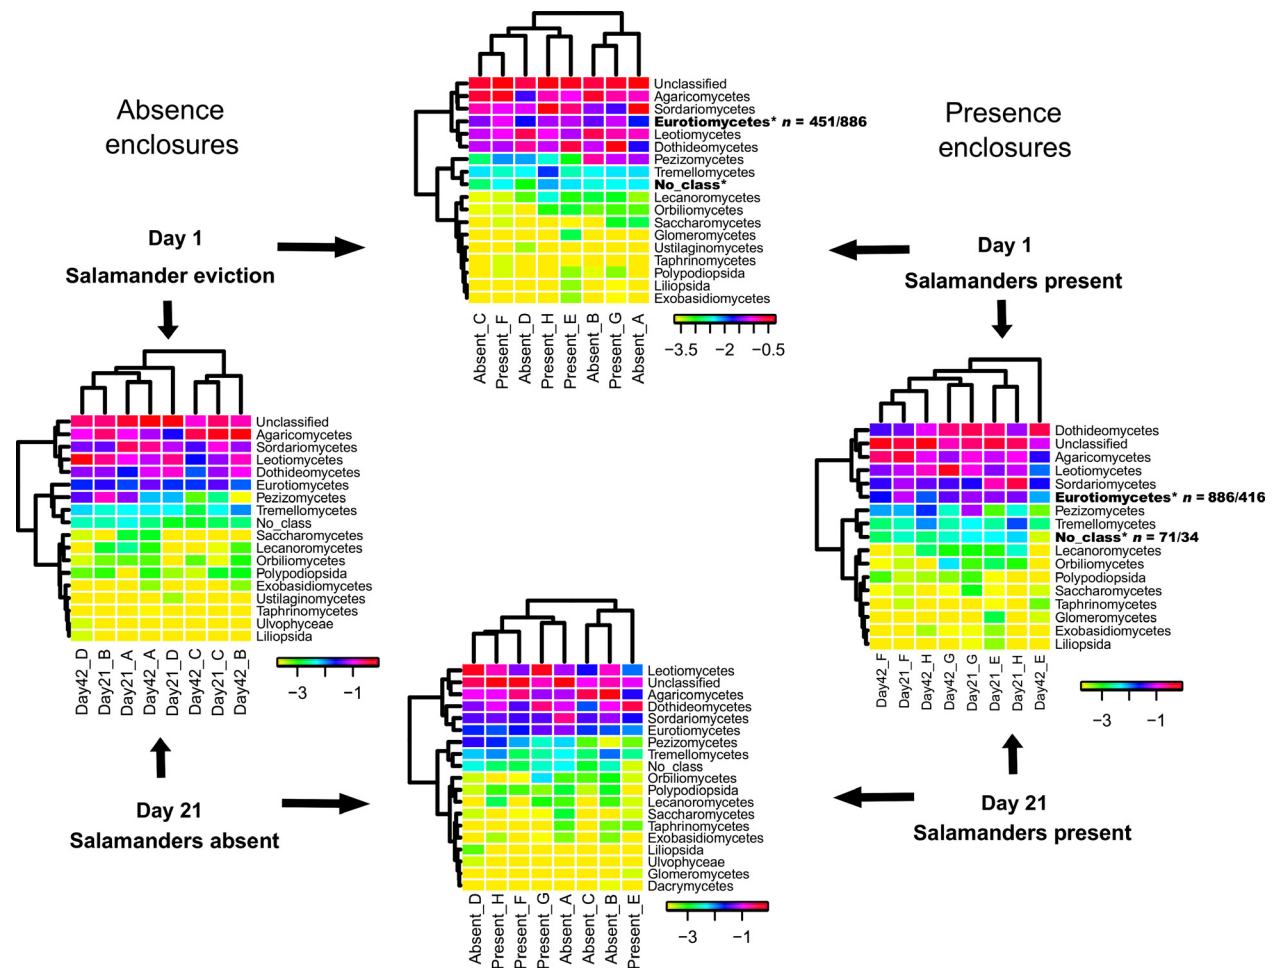 Absence
enclosures
Presence
enclosures
Unclassified
Agaricomycetes
Sordariomycetes
Eurotiomycetes* n = 451/886
Leotiomycetes
Dothideomycetes
Pezizomycetes
Tremellomycetes
No_class*
Lecanoromycetes
Orbiliomycetes
Saccharomycetes
Glomeromycetes
Ustilaginomycetes
Taphrinomycetes
Polypodiopsida
Liliopsida
Exobasidiomycetes
Absent_C
Present_F
Absent_D
Present_H
Present_E
Absent_B
Present_G
Absent_A
−3.5 −2 −0.5
Day 1
Salamander eviction
Day 1
Salamanders present
Unclassified
Agaricomycetes
Sordariomycetes
Leotiomycetes
Dothideomycetes
Eurotiomycetes
Pezizomycetes
Tremellomycetes
No_class
Saccharomycetes
Lecanoromycetes
Orbiliomycetes
Polypodiopsida
Exobasidiomycetes
Ustilaginomycetes
Taphrinomycetes
Ulvophyceae
Liliopsida
Day42_D
Day21_B
Day21_A
Day42_A
Day21_D
Day42_C
Day21_C
Day42_B
−3 −1
Dothideomycetes
Unclassified
Agaricomycetes
Leotiomycetes
Sordariomycetes
Eurotiomycetes* n = 886/416
Pezizomycetes
Tremellomycetes
No_class* n = 71/34
Lecanoromycetes
Orbiliomycetes
Polypodiopsida
Saccharomycetes
Taphrinomycetes
Glomeromycetes
Exobasidiomycetes
Liliopsida
Day42_F
Day21_F
Day42_H
Day42_G
Day21_G
Day21_E
Day21_H
Day42_E
−3 −1
Leotiomycetes
Unclassified
Agaricomycetes
Dothideomycetes
Sordariomycetes
Eurotiomycetes
Pezizomycetes
Tremellomycetes
No_class
Orbiliomycetes
Polypodiopsida
Lecanoromycetes
Saccharomycetes
Taphrinomycetes
Exobasidiomycetes
Liliopsida
Ulvophyceae
Glomeromycetes
Dacrymycetes
Absent_D
Present_H
Present_F
Present_G
Absent_A
Absent_C
Absent_B
Present_E
−3 −1
Day 21
Salamanders absent
Day 21
Salamanders present